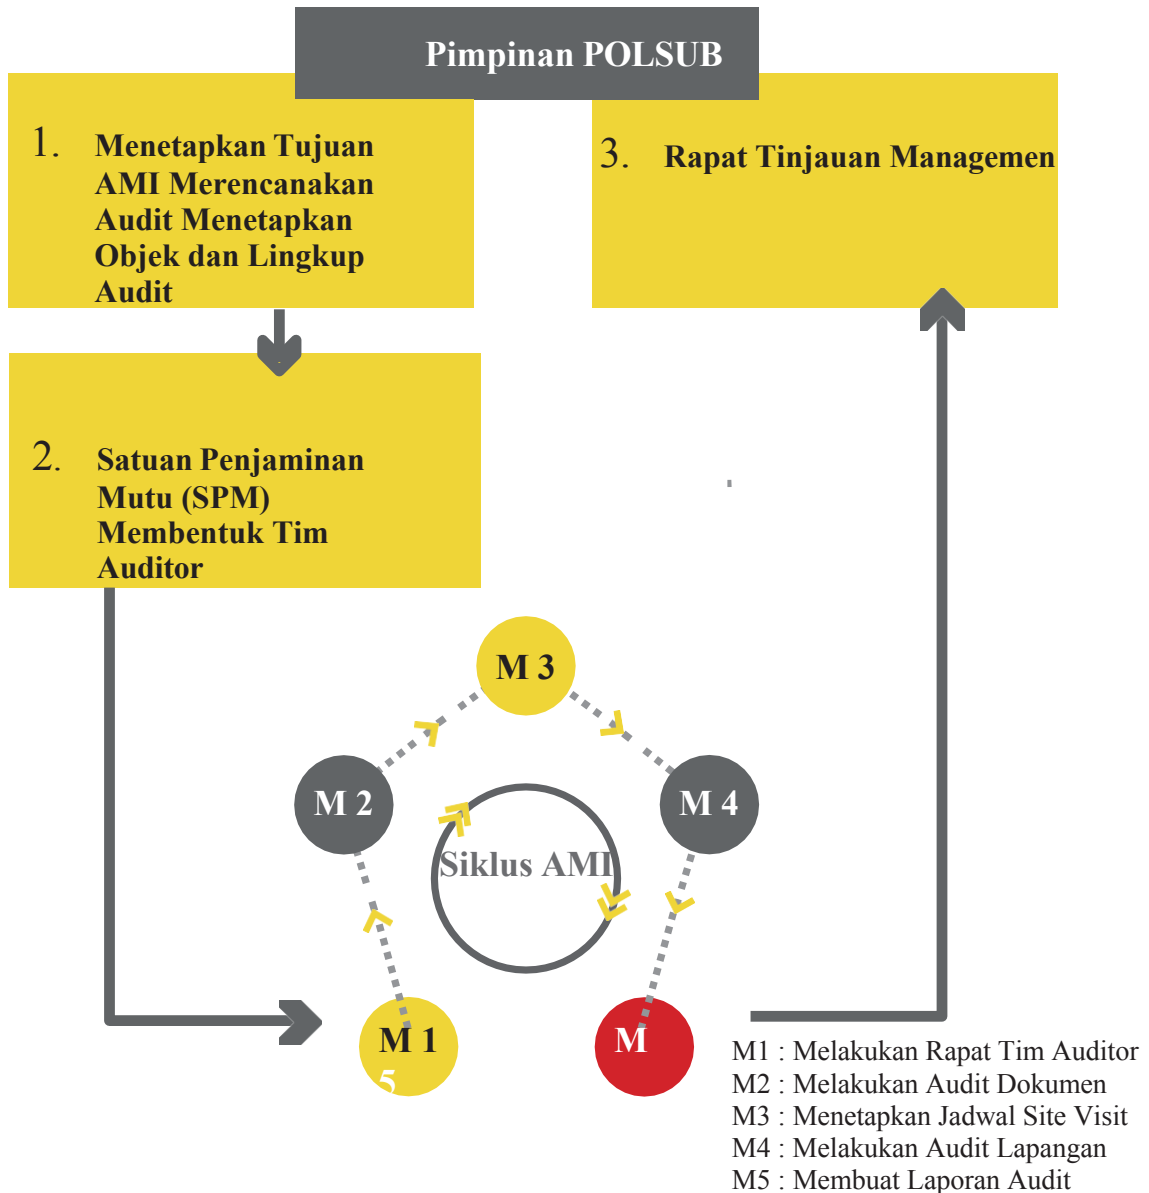 Pimpinan POLSUB
1. Menetapkan Tujuan
AMI Merencanakan
Audit Menetapkan
Objek dan Lingkup
Audit
3. Rapat Tinjauan Managemen
2. Satuan Penjaminan
Mutu (SPM)
Membentuk Tim
Auditor
M 3
M 2
M 4
Siklus AMI
M 1
5
M
M1 : Melakukan Rapat Tim Auditor
M2 : Melakukan Audit Dokumen
M3 : Menetapkan Jadwal Site Visit
M4 : Melakukan Audit Lapangan
M5 : Membuat Laporan Audit